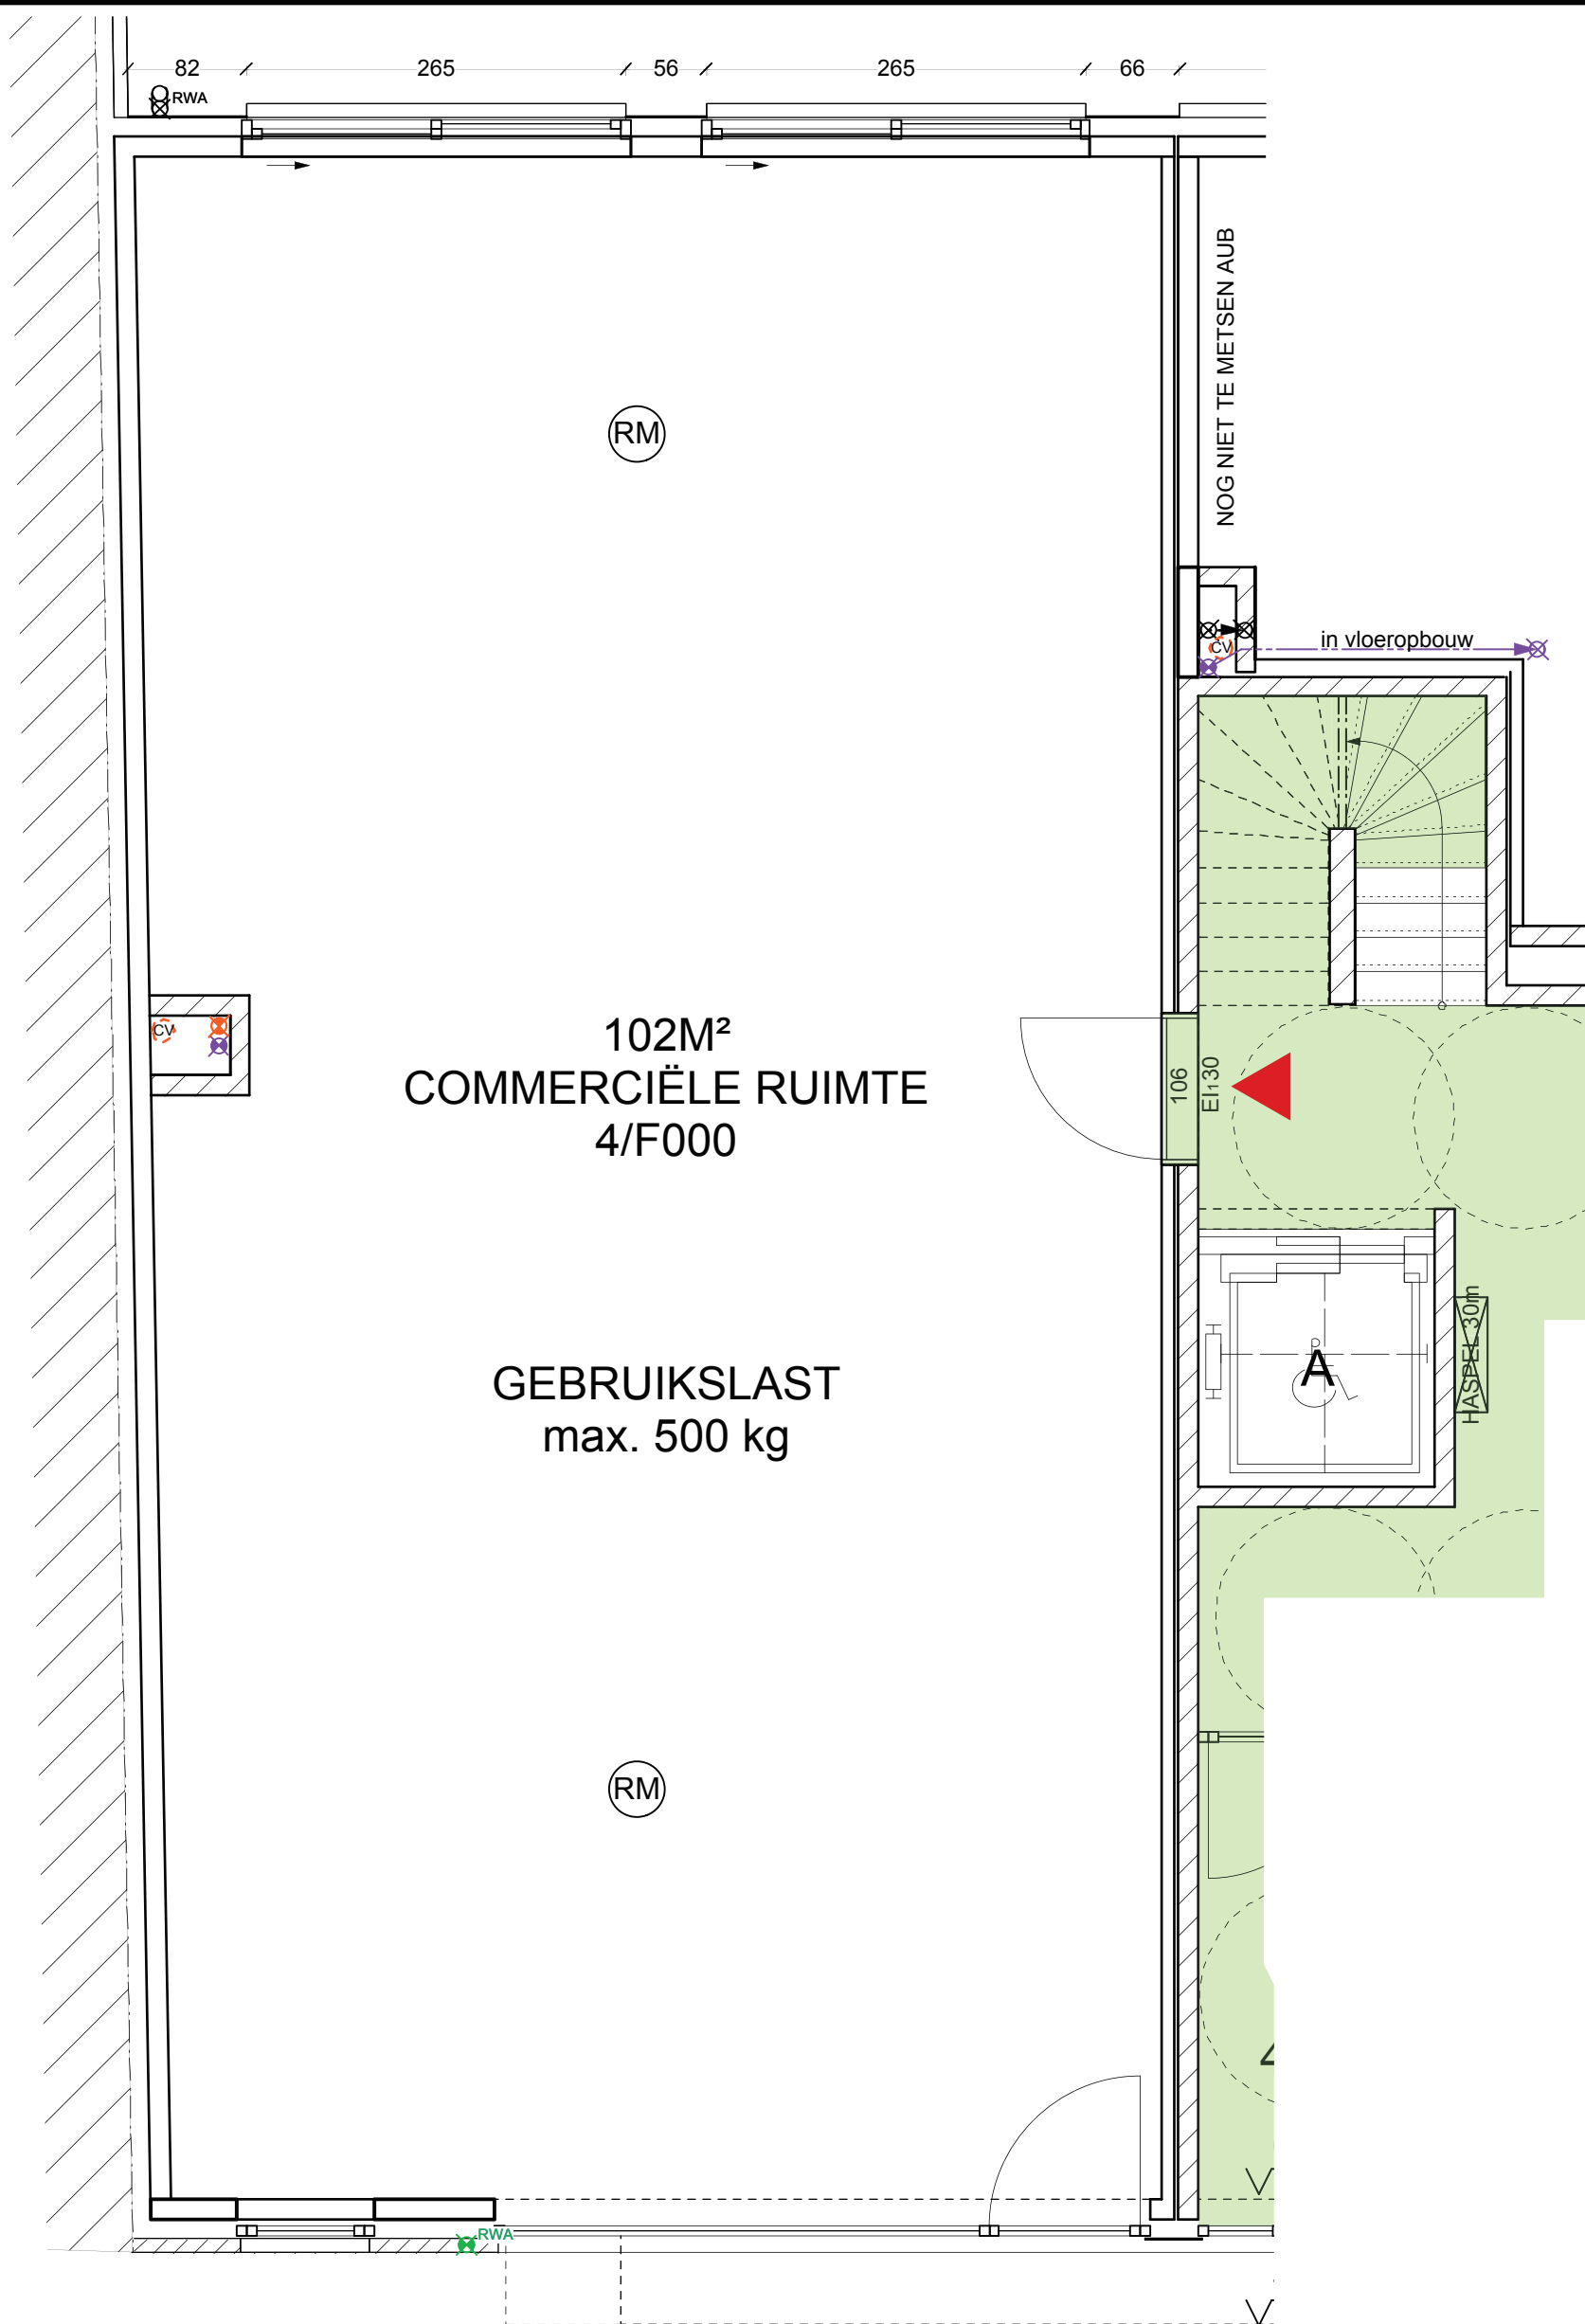 82 265 56 265 66
RWA
NOG NIET TE METSEN AUB
RM
in vloeropbouw
CV
CV
102M²
COMMERCIËLE RUIMTE
4/F000
106
EI₁30
GEBRUIKSLAST
max. 500 kg
A
HASPEL 30m
RM
RWA